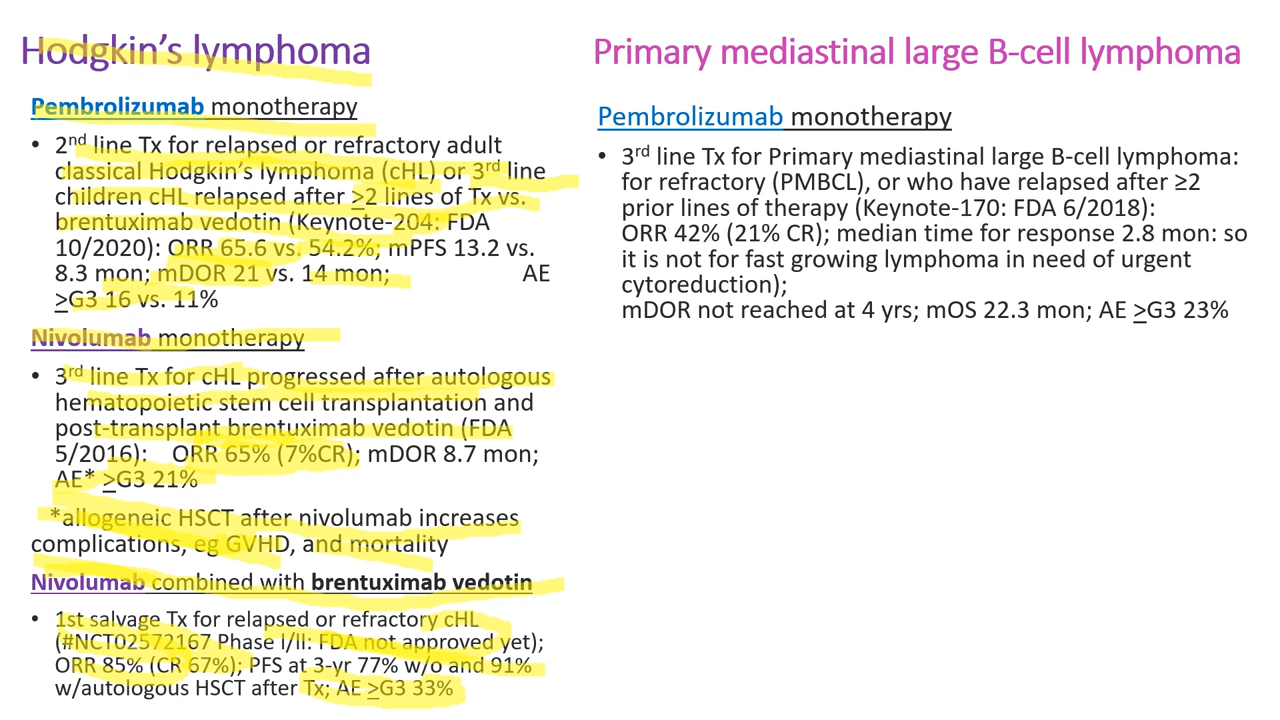 Hodgkin’s lymphoma
Pembrolizumab monotherapy
• 2nd line Tx for relapsed or refractory adult
classical Hodgkin’s lymphoma (cHL) or 3rd line
children cHL relapsed after ≥2 lines of Tx vs.
brentuximab vedotin (Keynote-204: FDA
10/2020): ORR 65.6 vs. 54.2%; mPFS 13.2 vs.
8.3 mon; mDOR 21 vs. 14 mon; AE
>G3 16 vs. 11%
Nivolumab monotherapy
• 3rd line Tx for cHL progressed after autologous
hematopoietic stem cell transplantation and
post-transplant brentuximab vedotin (FDA
5/2016): ORR 65% (7%CR); mDOR 8.7 mon;
AE* >G3 21%
*allogeneic HSCT after nivolumab increases
complications, eg GVHD, and mortality
Nivolumab combined with brentuximab vedotin
• 1st salvage Tx for relapsed or refractory cHL
(#NCT02572167 Phase I/II: FDA not approved yet);
ORR 85% (CR 67%); PFS at 3-yr 77% w/o and 91%
w/autologous HSCT after Tx; AE >G3 33%
Primary mediastinal large B-cell lymphoma
Pembrolizumab monotherapy
• 3rd line Tx for Primary mediastinal large B-cell lymphoma:
for refractory (PMBCL), or who have relapsed after ≥2
prior lines of therapy (Keynote-170: FDA 6/2018):
ORR 42% (21% CR); median time for response 2.8 mon: so
it is not for fast growing lymphoma in need of urgent
cytoreduction);
mDOR not reached at 4 yrs; mOS 22.3 mon; AE >G3 23%